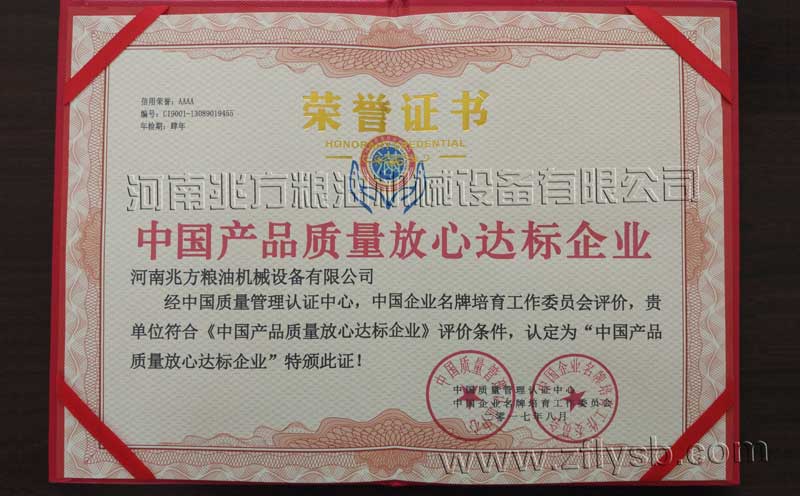 信用荣誉：AAAA
编号：CI9001-13089019455
年检期：肆年
荣誉证书
HONOR CREDENTIAL
河南兆方粮油机械设备有限公司
中国产品质量放心达标企业
河南兆方粮油机械设备有限公司
经中国质量管理认证中心，中国企业名牌培育工作委员会评价，贵
单位符合《中国产品质量放心达标企业》评价条件，认定为“中国产品
质量放心达标企业”特颁此证！
中国质量管理认证中心
中国企业名牌培育工作委员会
二零一七年八月
www.zflysb.com